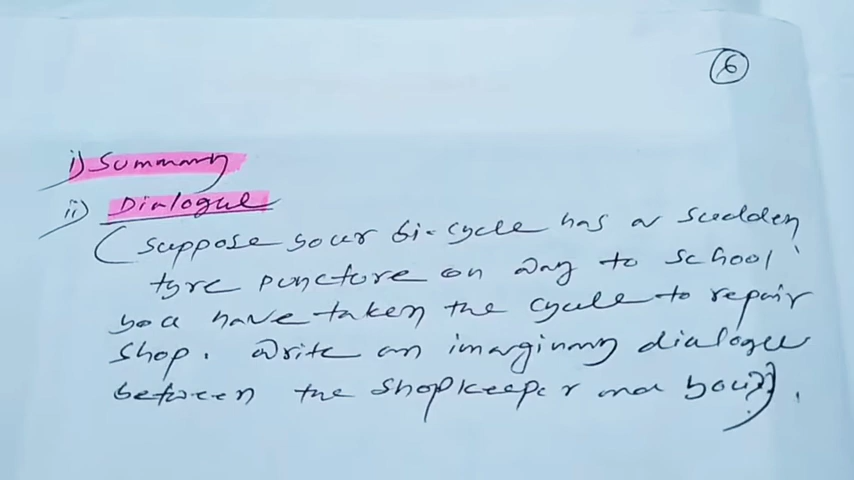 6
i) Summary
ii) Dialogue
(suppose your bi-cycle has a sudden
tyre puncture on way to school,
you have taken the cycle to repair
shop. Write an imaginary dialogue
between the shopkeeper and you).